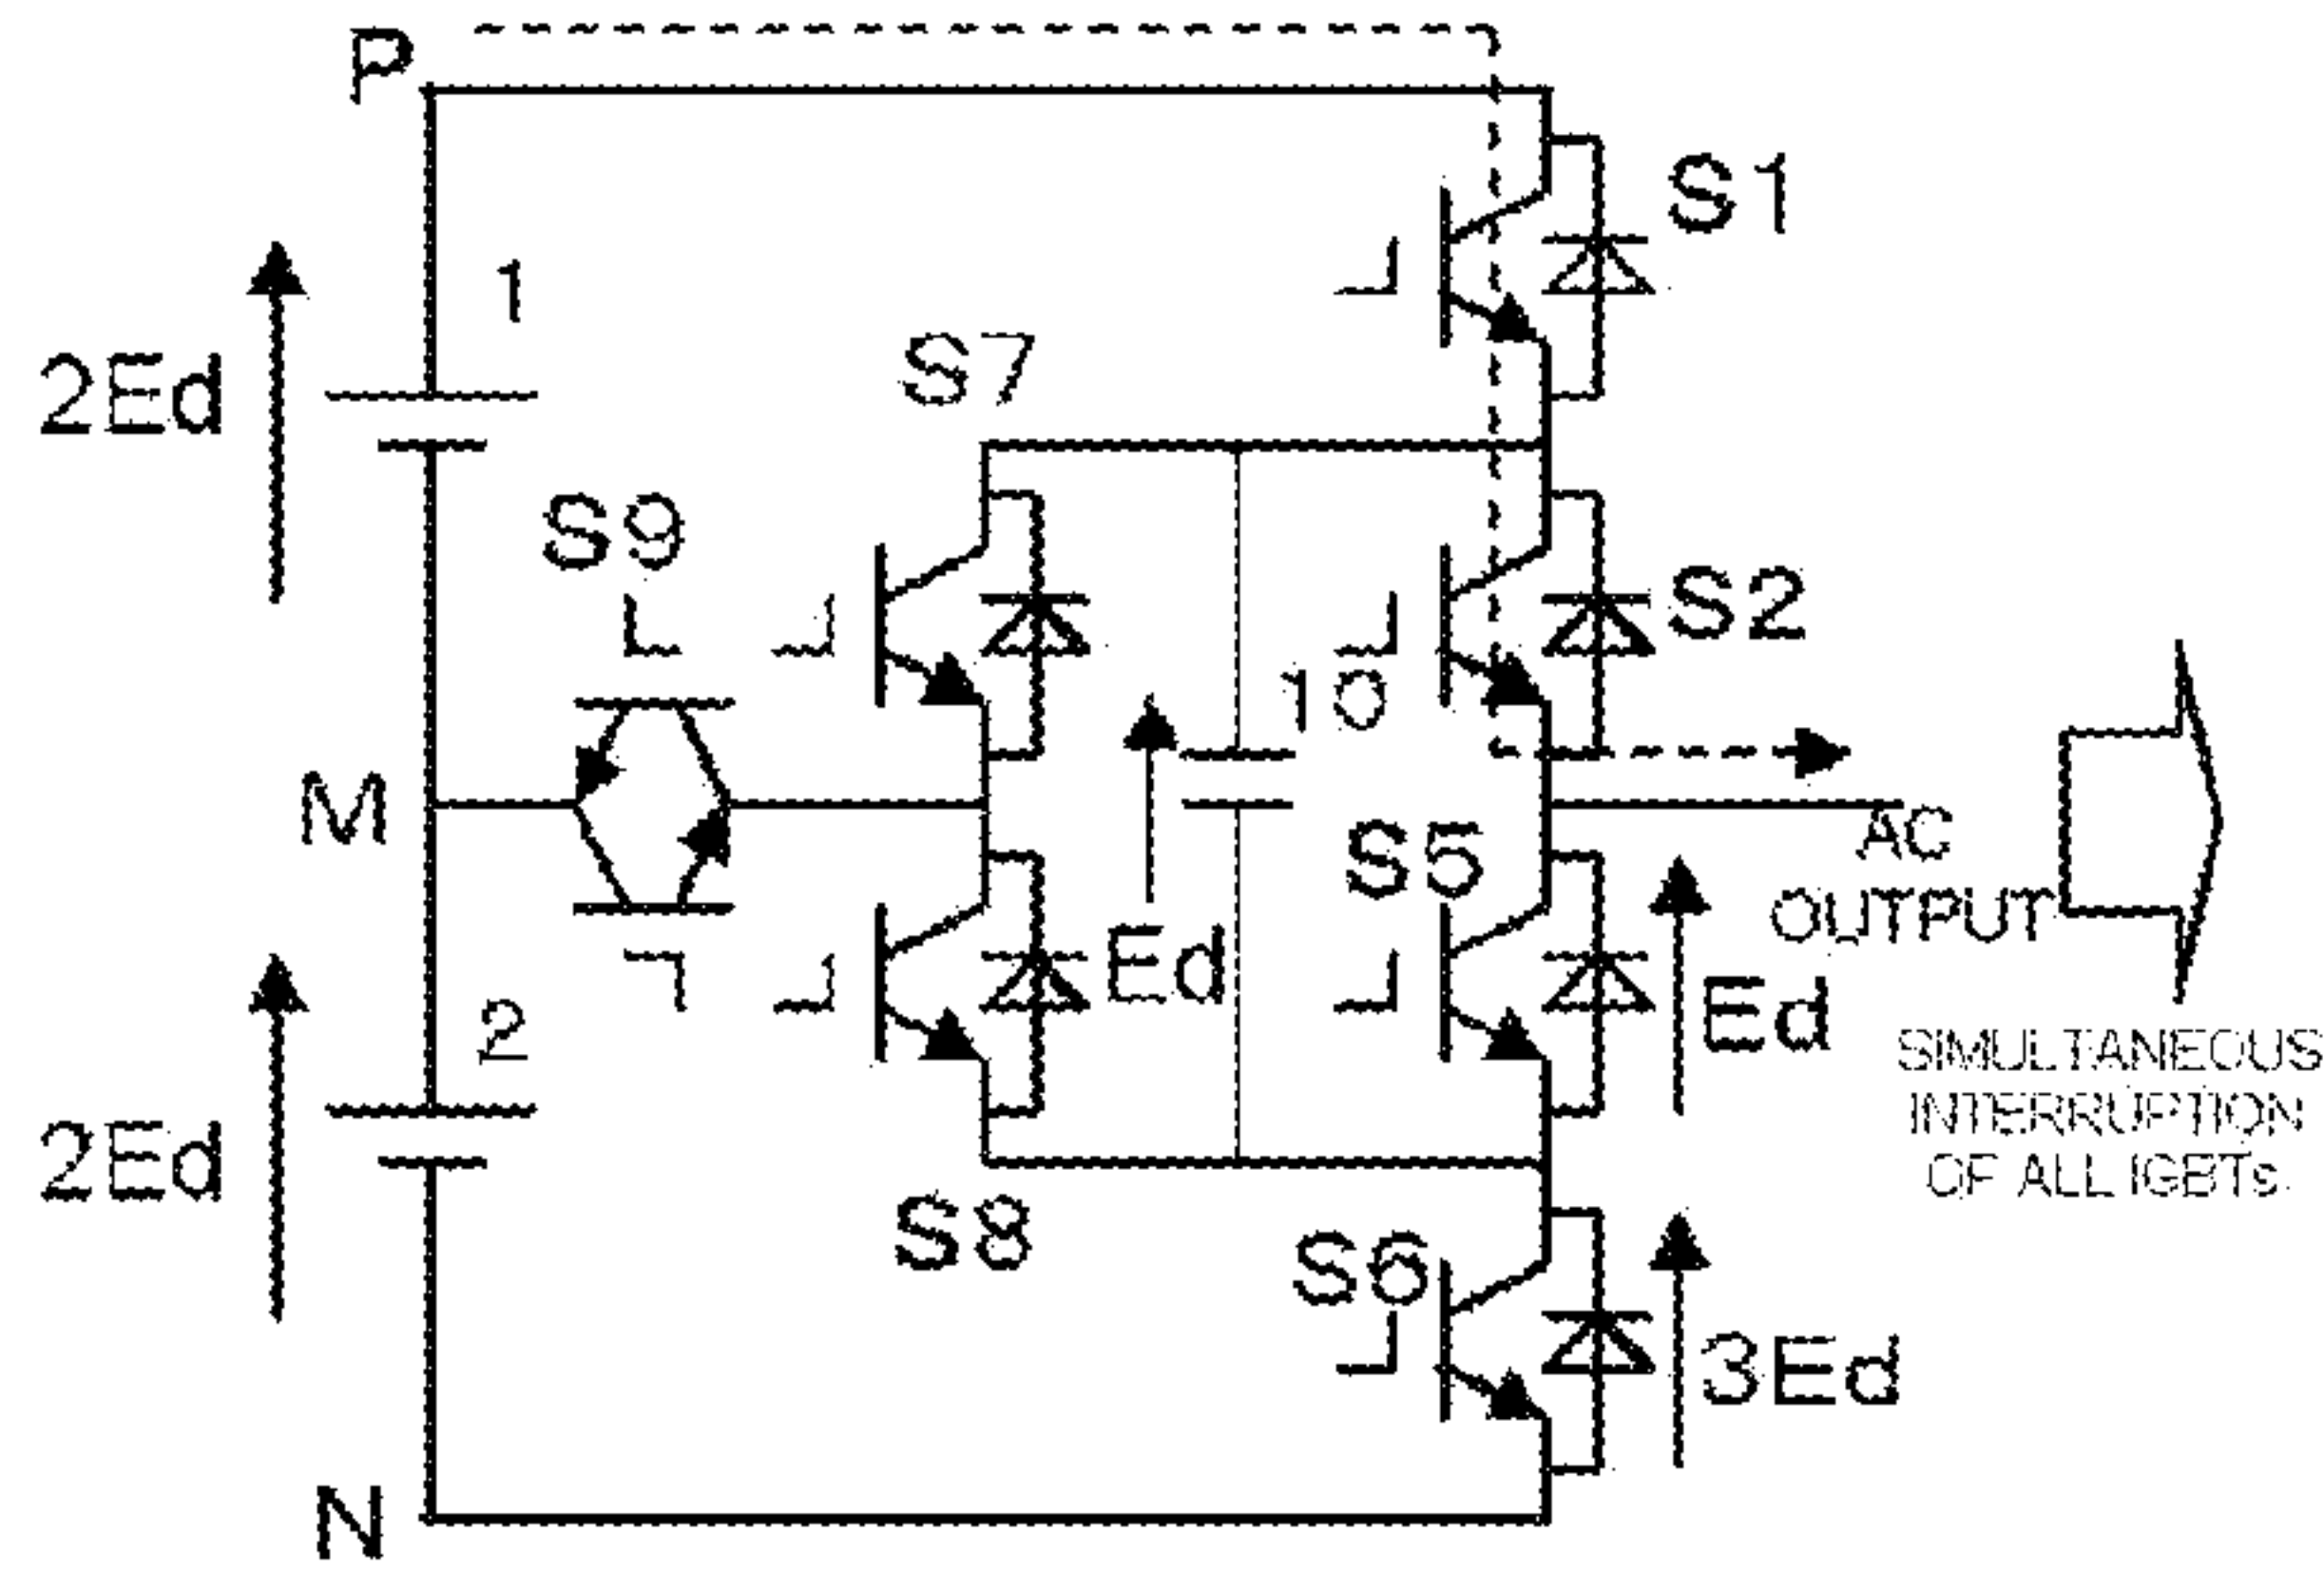 P
S1
1
2Ed
S7
S9
S2
10
M
S5
AC
OUTPUT
Ed
Ed
2
SIMULTANEOUS
INTERRUPTION
OF ALL IGBTs
2Ed
S8
S6
3Ed
N